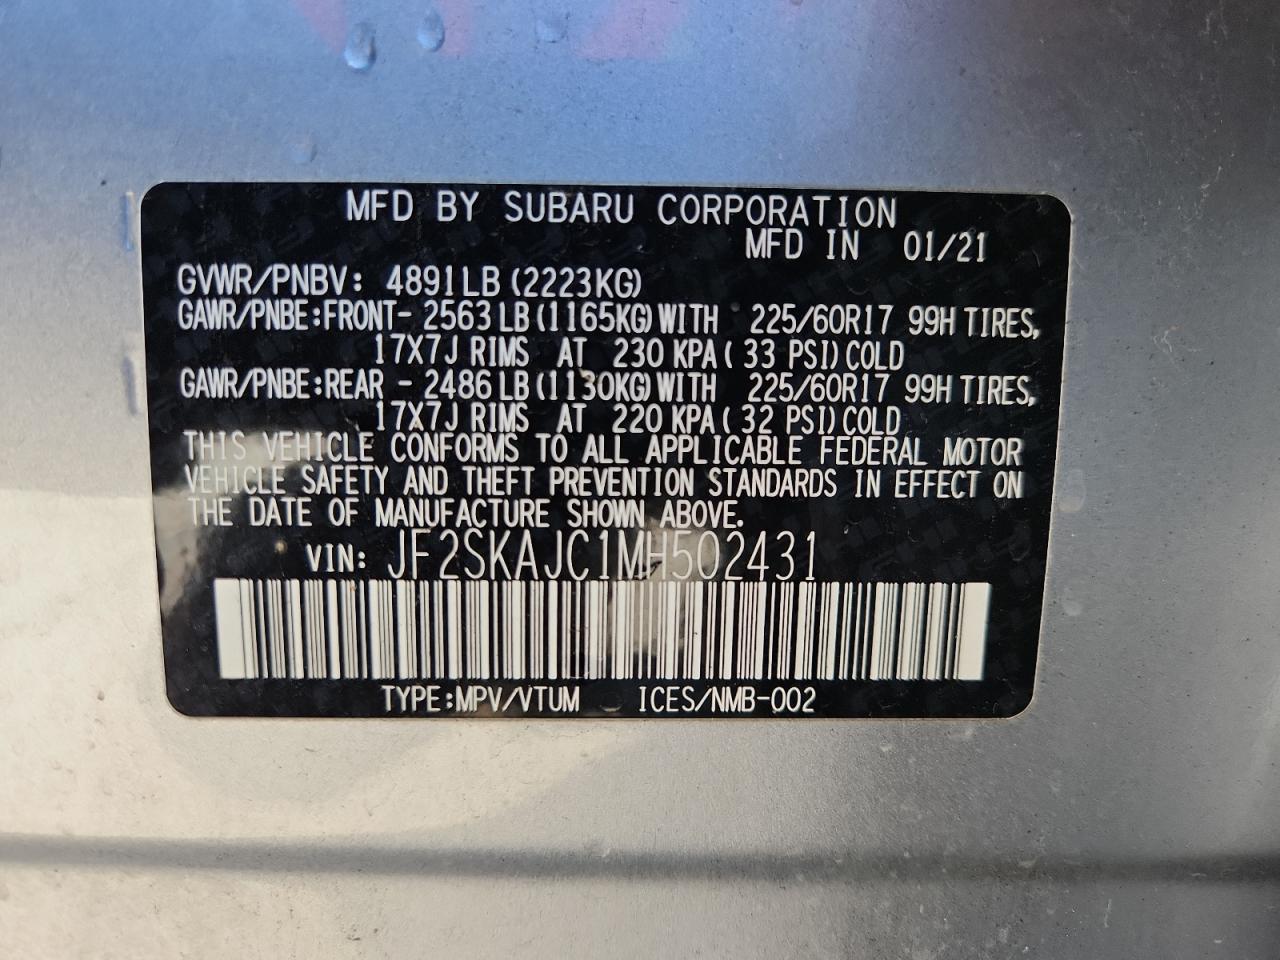 MFD BY SUBARU CORPORATION
MFD IN 01/21
GVWR/PNBV: 4891LB (2223KG)
GAWR/PNBE:FRONT- 2563LB(1165KG)WITH 225/60R17 99H TIRES,
17X7J RIMS AT 230 KPA( 33 PSI)COLD
GAWR/PNBE:REAR - 2486LB(1130KG)WITH 225/60R17 99H TIRES,
17X7J RIMS AT 220 KPA( 32 PSI)COLD
THIS VEHICLE CONFORMS TO ALL APPLICABLE FEDERAL MOTOR
VEHICLE SAFETY AND THEFT PREVENTION STANDARDS IN EFFECT ON
THE DATE OF MANUFACTURE SHOWN ABOVE.
VIN: JF2SKAJC1MH502431
TYPE:MPV/VTUM ICES/NMB-002